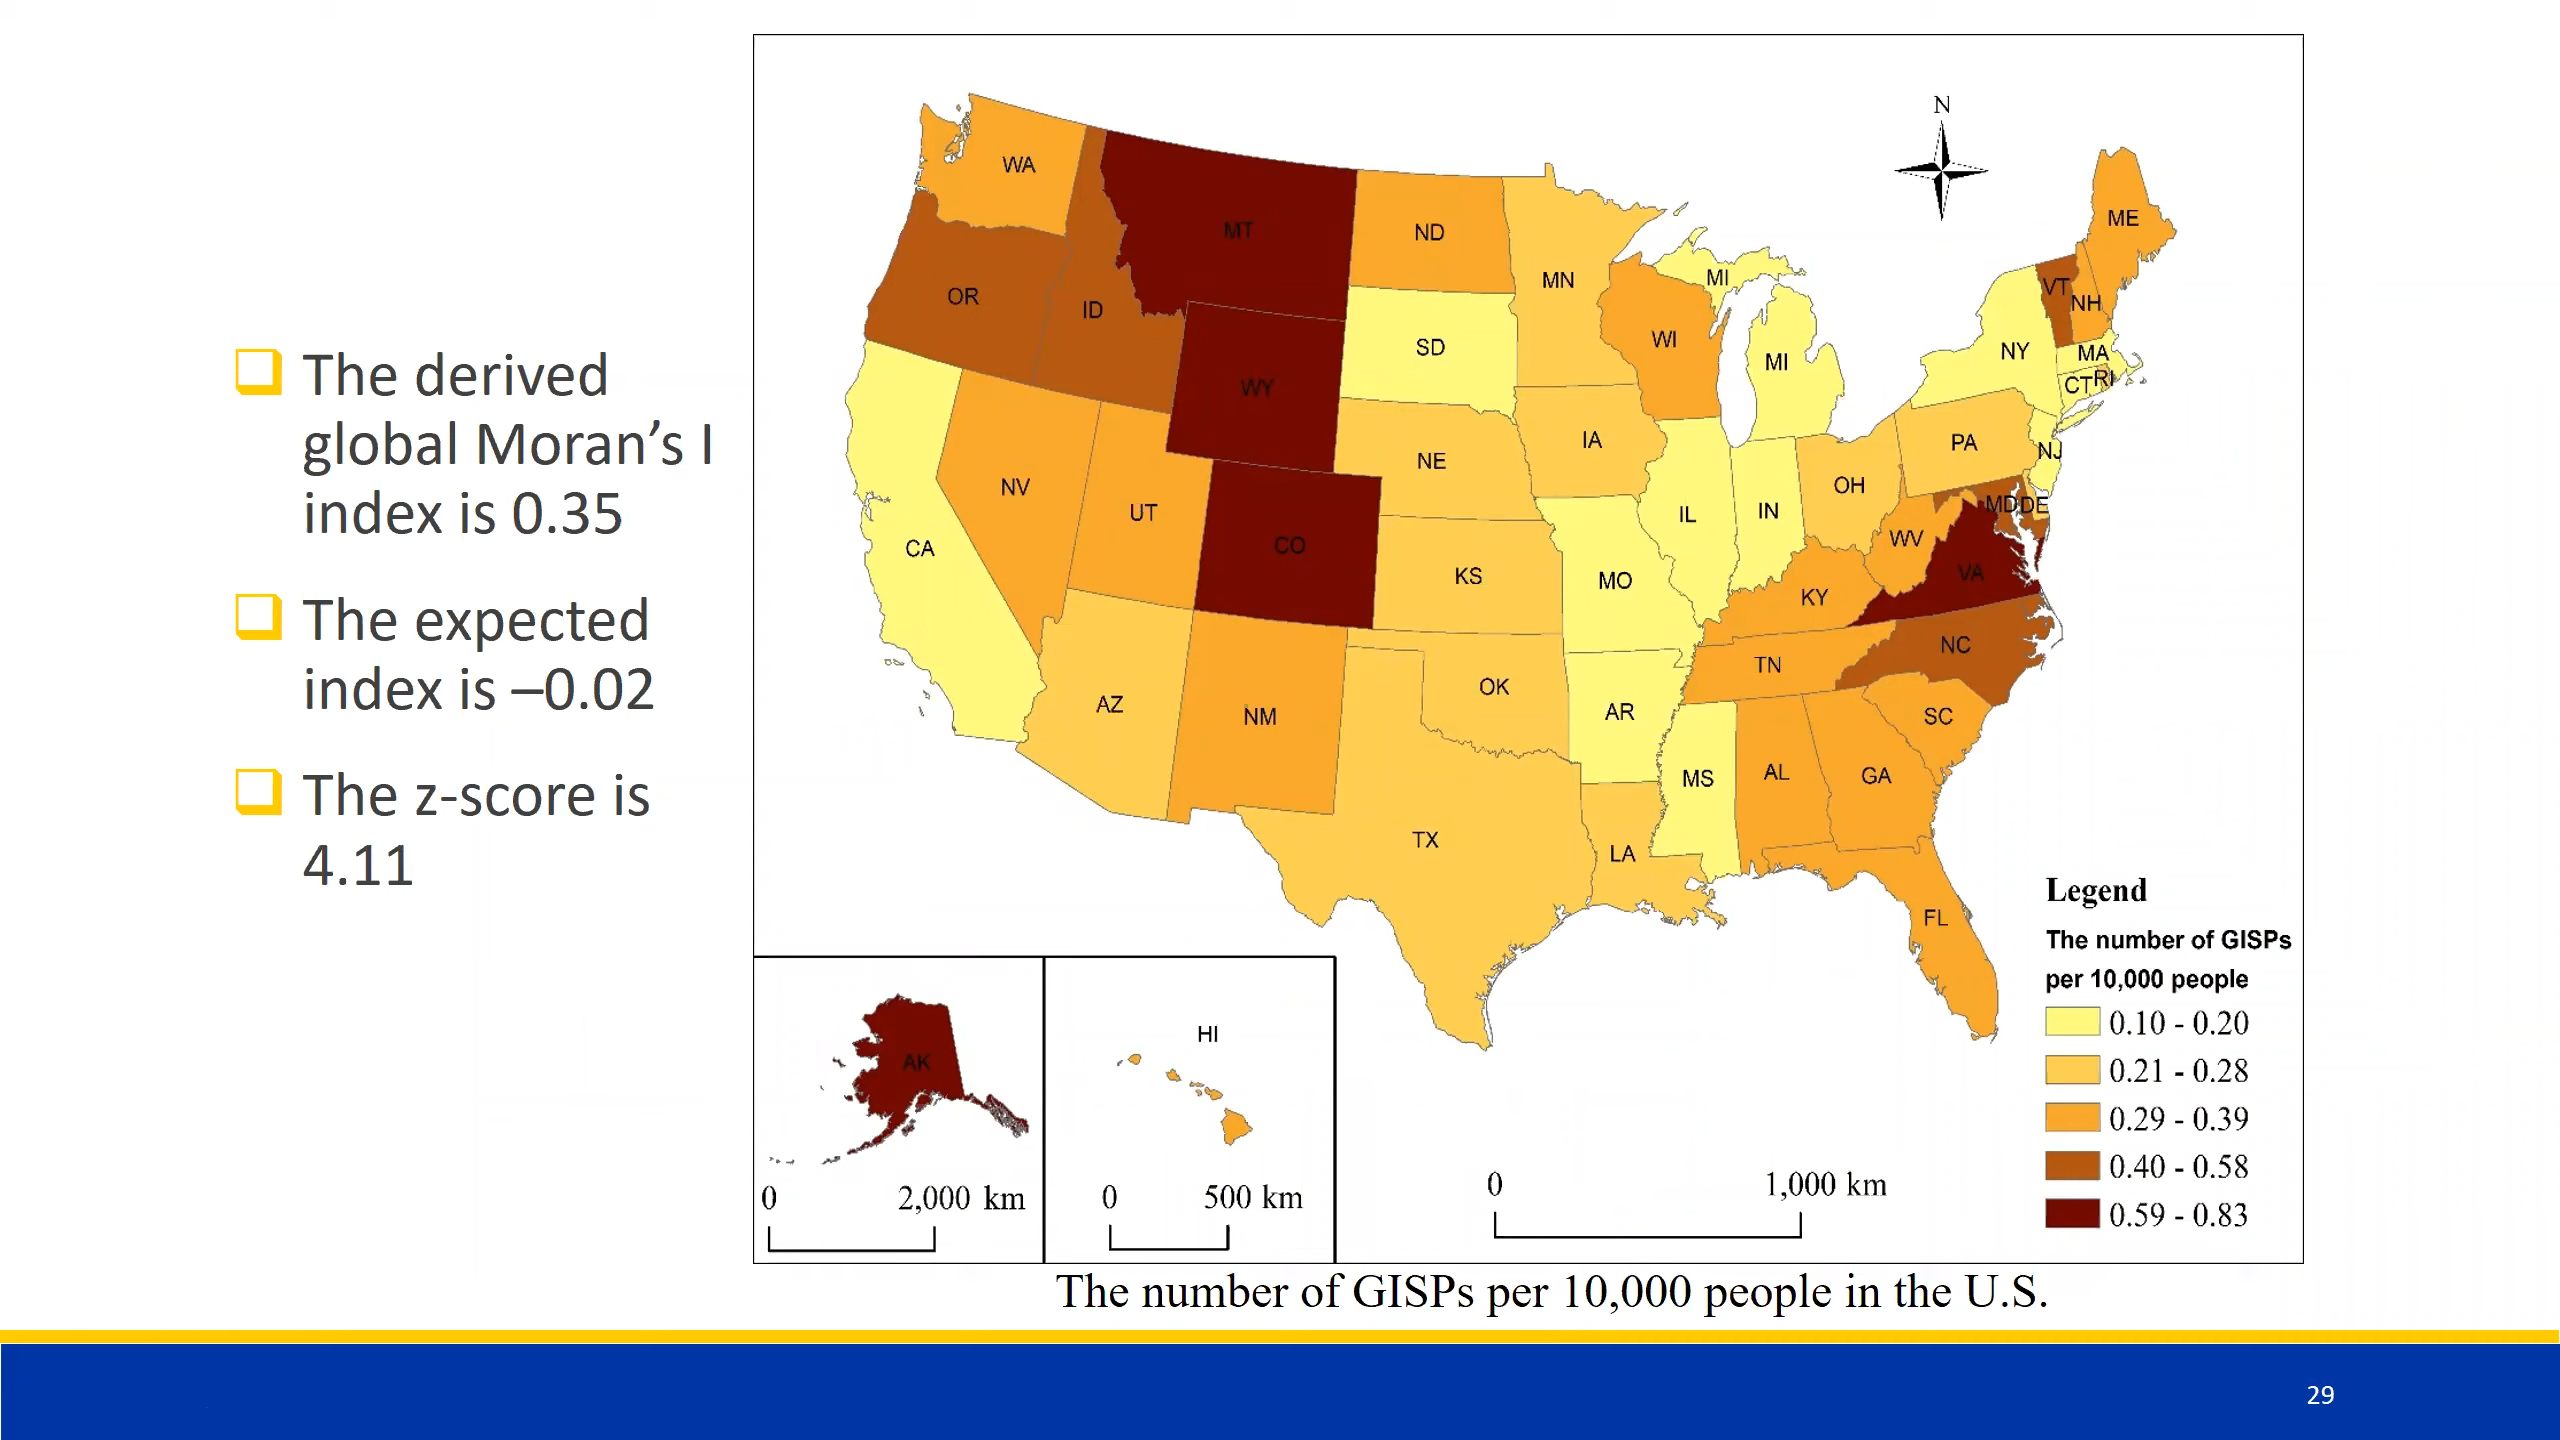 The derived
global Moran’s I
index is 0.35
The expected
index is –0.02
The z-score is
4.11
N
WA
MT
ND
MN
ME
OR
ID
MI
VT
NH
WY
SD
WI
MI
NY
MA
CT
RI
NV
UT
CO
NE
IA
PA
NJ
CA
KS
MO
IL
IN
OH
WV
MD
DE
VA
KY
AZ
NM
OK
AR
TN
NC
SC
TX
LA
MS
AL
GA
FL
AK
0 2,000 km
HI
0 500 km
0 1,000 km
Legend
The number of GISPs
per 10,000 people
0.10 - 0.20
0.21 - 0.28
0.29 - 0.39
0.40 - 0.58
0.59 - 0.83
The number of GISPs per 10,000 people in the U.S.
29